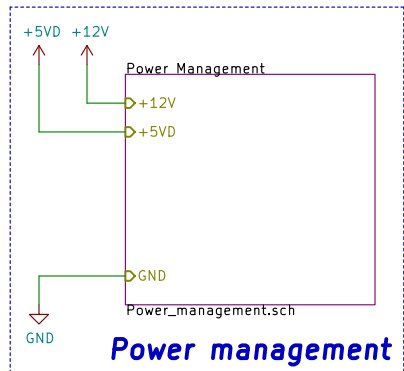 +5VD +12V
Power Management
+12V
+5VD
GND
Power_management.sch
GND
Power management